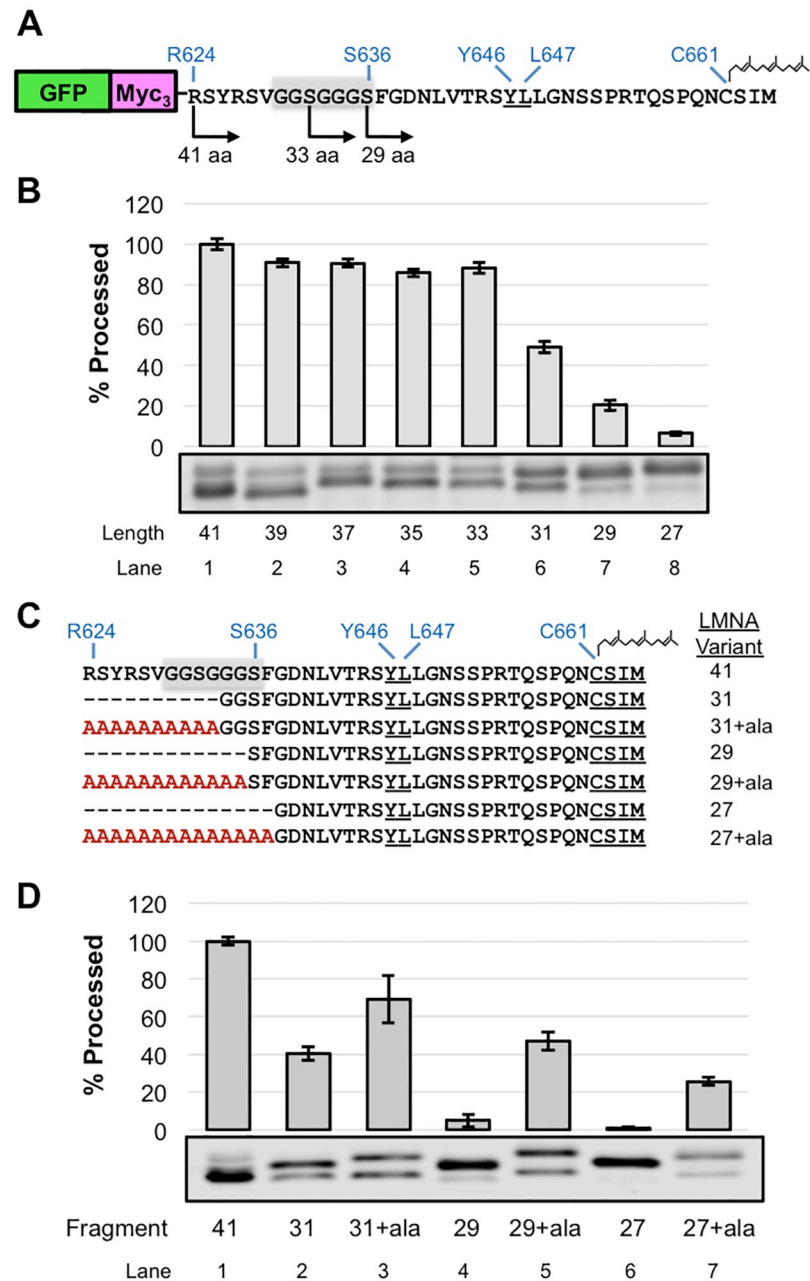 A
R624 S636 Y646 L647 C661
GFP Myc3 RSYRSVGGSGGGSFGDNLVTRSYLLGNSSPRTQSPQNCSIM
41 aa 33 aa 29 aa
B
% Processed
120
100
80
60
40
20
0
Length 41 39 37 35 33 31 29 27
Lane 1 2 3 4 5 6 7 8
C
R624 S636 Y646 L647 C661 LMNA
Variant
RSYRSVGGSGGGSFGDNLVTRSYLLGNSSPRTQSPQNCSIM 41
----------GGSFGDNLVTRSYLLGNSSPRTQSPQNCSIM 31
AAAAAAAAAAGGSFGDNLVTRSYLLGNSSPRTQSPQNCSIM 31+ala
------------SFGDNLVTRSYLLGNSSPRTQSPQNCSIM 29
AAAAAAAAAAAASFGDNLVTRSYLLGNSSPRTQSPQNCSIM 29+ala
--------------GDNLVTRSYLLGNSSPRTQSPQNCSIM 27
AAAAAAAAAAAAAAGDNLVTRSYLLGNSSPRTQSPQNCSIM 27+ala
D
% Processed
120
100
80
60
40
20
0
Fragment 41 31 31+ala 29 29+ala 27 27+ala
Lane 1 2 3 4 5 6 7